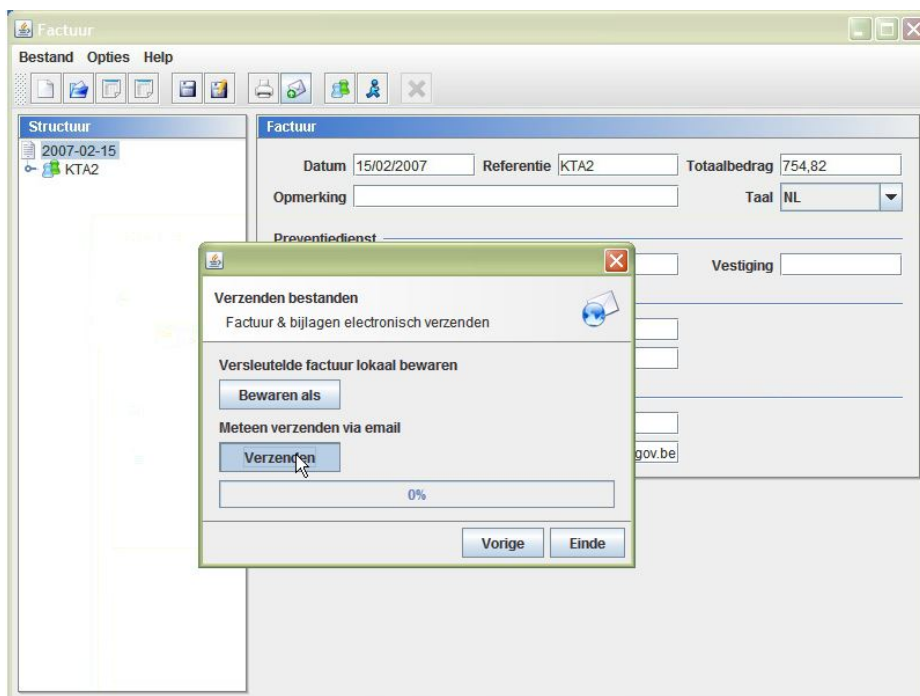 Factuur
Bestand Opties Help
Structuur
2007-02-15
KTA2
Factuur
Datum 15/02/2007 Referentie KTA2 Totaalbedrag 754,82
Opmerking Taal NL
Preventiedienst
Vestiging
gov.be
Verzenden bestanden
Factuur & bijlagen electronisch verzenden
Versleutelde factuur lokaal bewaren
Bewaren als
Meteen verzenden via email
Verzenden
0%
Vorige Einde